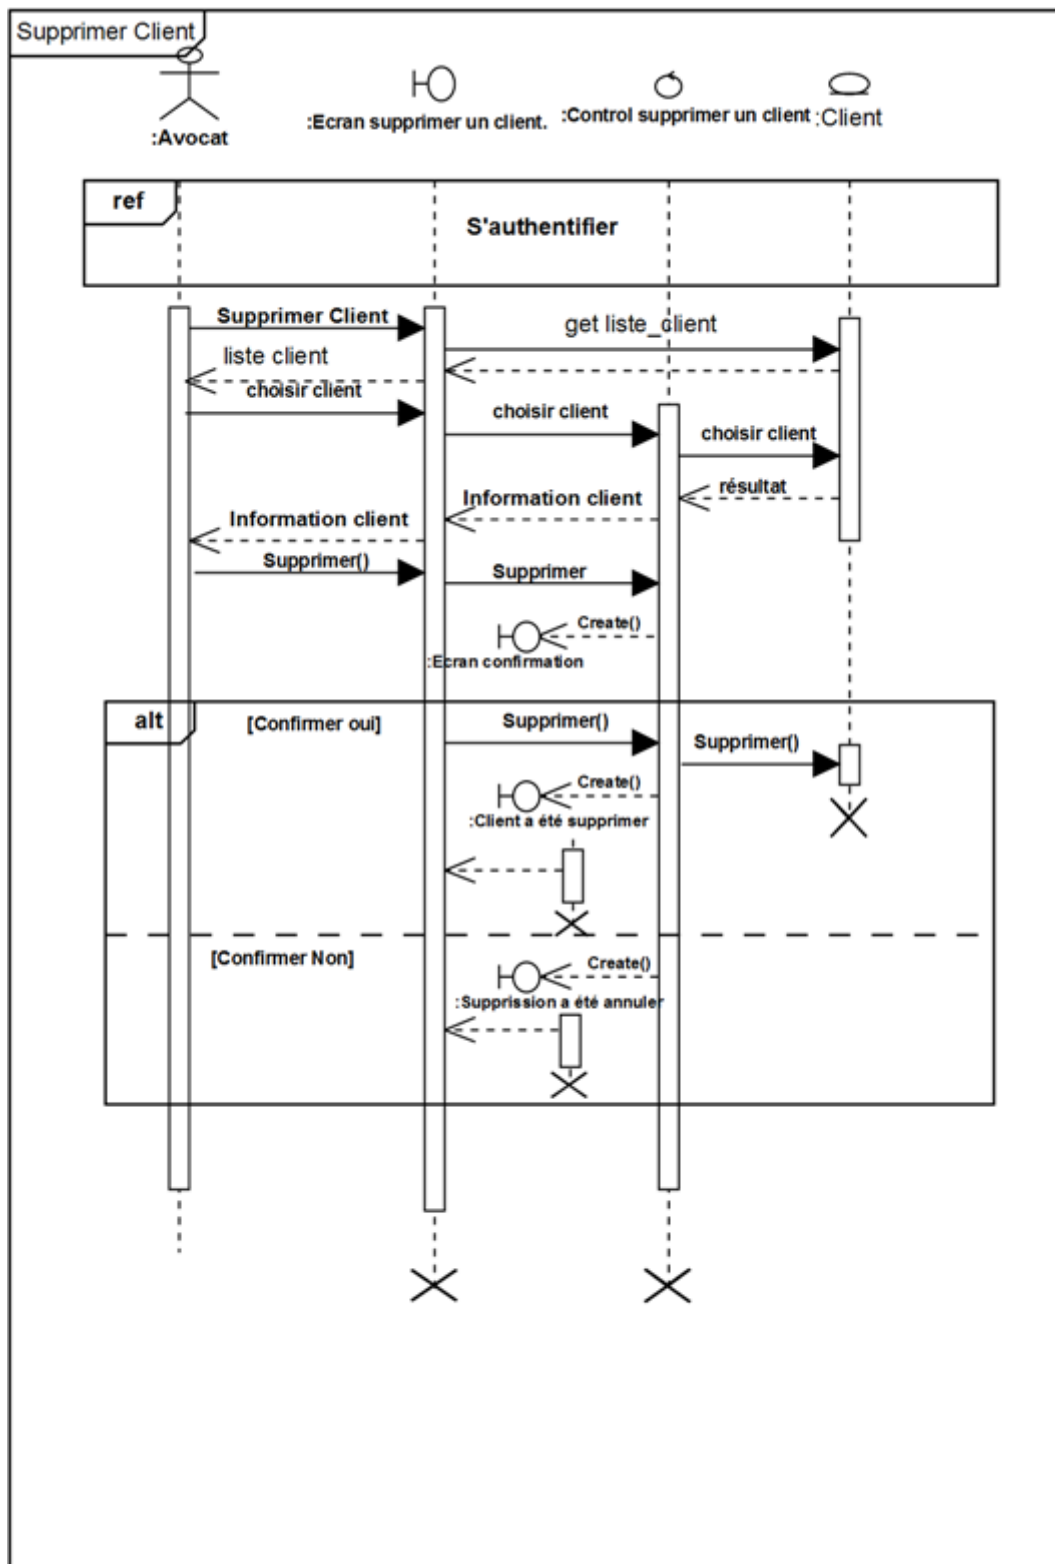 Supprimer Client
:Avocat
:Ecran supprimer un client.
:Control supprimer un client
:Client
ref
S'authentifier
Supprimer Client
get liste_client
liste client
choisir client
choisir client
choisir client
résultat
Information client
Information client
Supprimer()
Supprimer
Create()
:Ecran confirmation
alt
[Confirmer oui]
Supprimer()
Supprimer()
Create()
:Client a été supprimer
[Confirmer Non]
Create()
:Supprission a été annuler